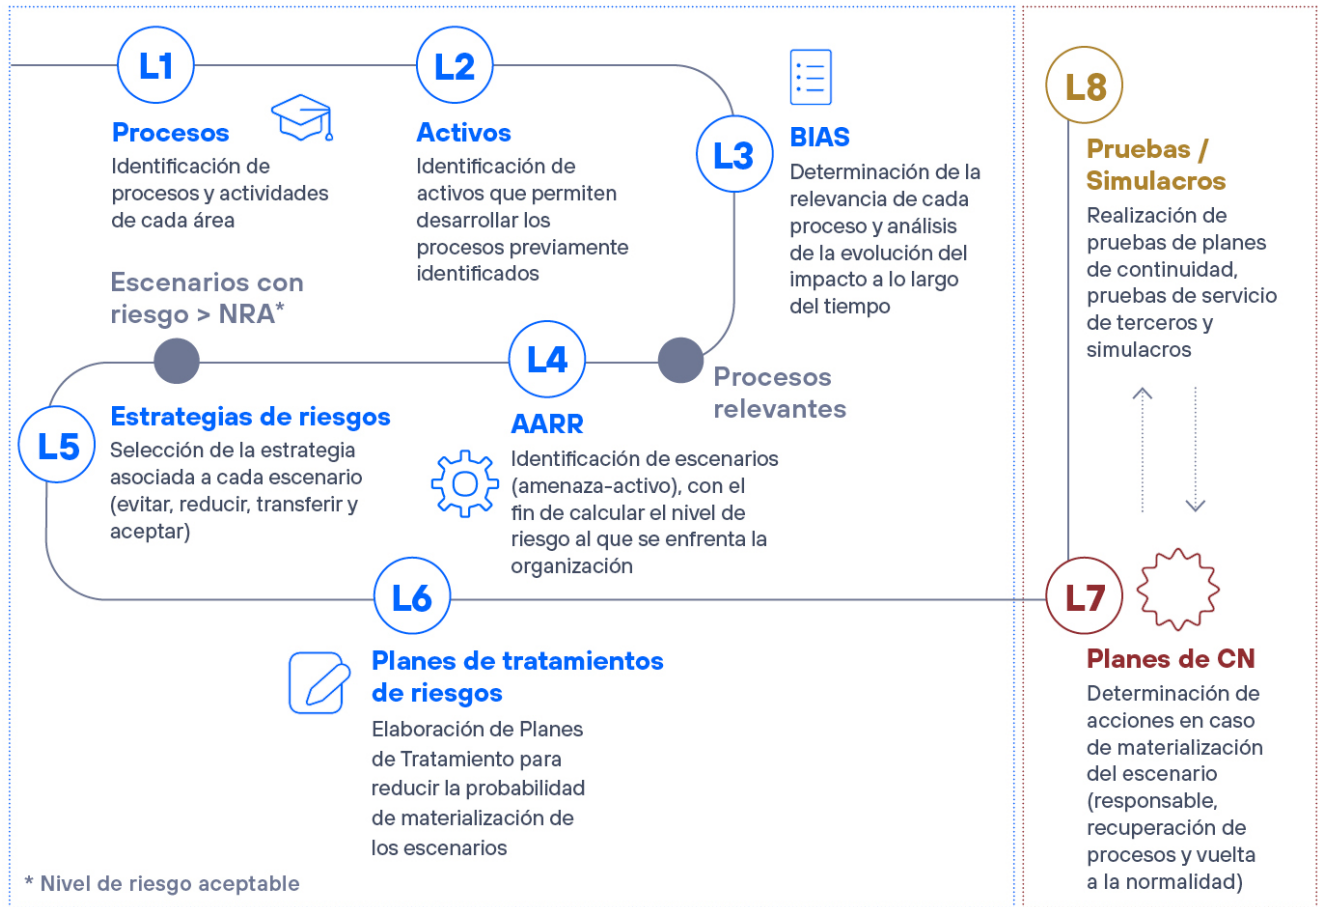 L1
Procesos
Identificación de
procesos y actividades
de cada área
L2
Activos
Identificación de
activos que permiten
desarrollar los
procesos previamente
identificados
L3
BIAS
Determinación de la
relevancia de cada
proceso y análisis
de la evolución del
impacto a lo largo
del tiempo
Procesos
relevantes
L4
AARR
Identificación de escenarios
(amenaza-activo), con el
fin de calcular el nivel de
riesgo al que se enfrenta la
organización
Escenarios con
riesgo > NRA*
L5
Estrategias de riesgos
Selección de la estrategia
asociada a cada escenario
(evitar, reducir, transferir y
aceptar)
L6
Planes de tratamientos
de riesgos
Elaboración de Planes
de Tratamiento para
reducir la probabilidad
de materialización de
los escenarios
L7
Planes de CN
Determinación de
acciones en caso
de materialización
del escenario
(responsable,
recuperación de
procesos y vuelta
a la normalidad)
L8
Pruebas /
Simulacros
Realización de
pruebas de planes
de continuidad,
pruebas de servicio
de terceros y
simulacros
* Nivel de riesgo aceptable